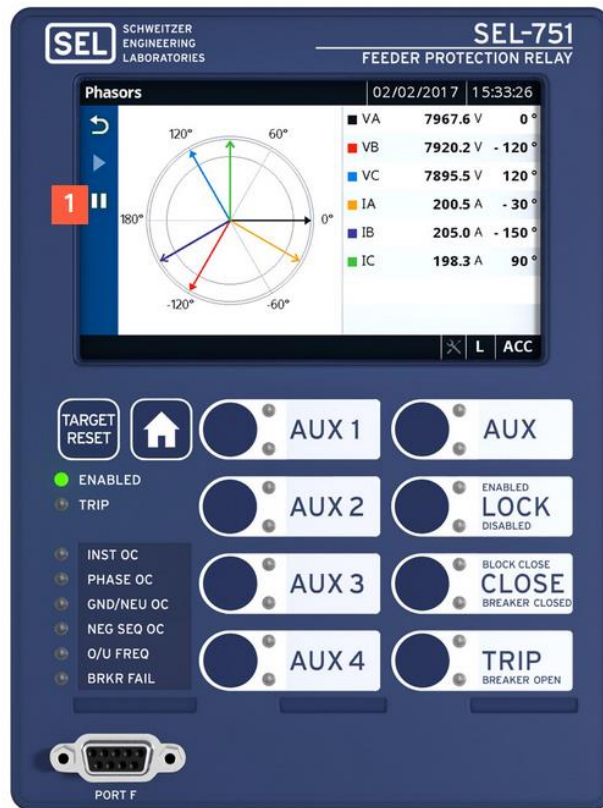 SEL SCHWEITZER
ENGINEERING
LABORATORIES
SEL-751
FEEDER PROTECTION RELAY
Phasors 02/02/2017 15:33:26
120° 60°
180° 0°
-120° -60°
VA 7967.6 V 0°
VB 7920.2 V -120°
VC 7895.5 V 120°
IA 200.5 A -30°
IB 205.0 A -150°
IC 198.3 A 90°
1
L ACC
TARGET
RESET
ENABLED
TRIP
INST OC
PHASE OC
GND/NEU OC
NEG SEQ OC
O/U FREQ
BRKR FAIL
AUX 1
AUX 2
AUX 3
AUX 4
AUX
ENABLED
LOCK
DISABLED
BLOCK CLOSE
CLOSE
BREAKER CLOSED
TRIP
BREAKER OPEN
PORT F